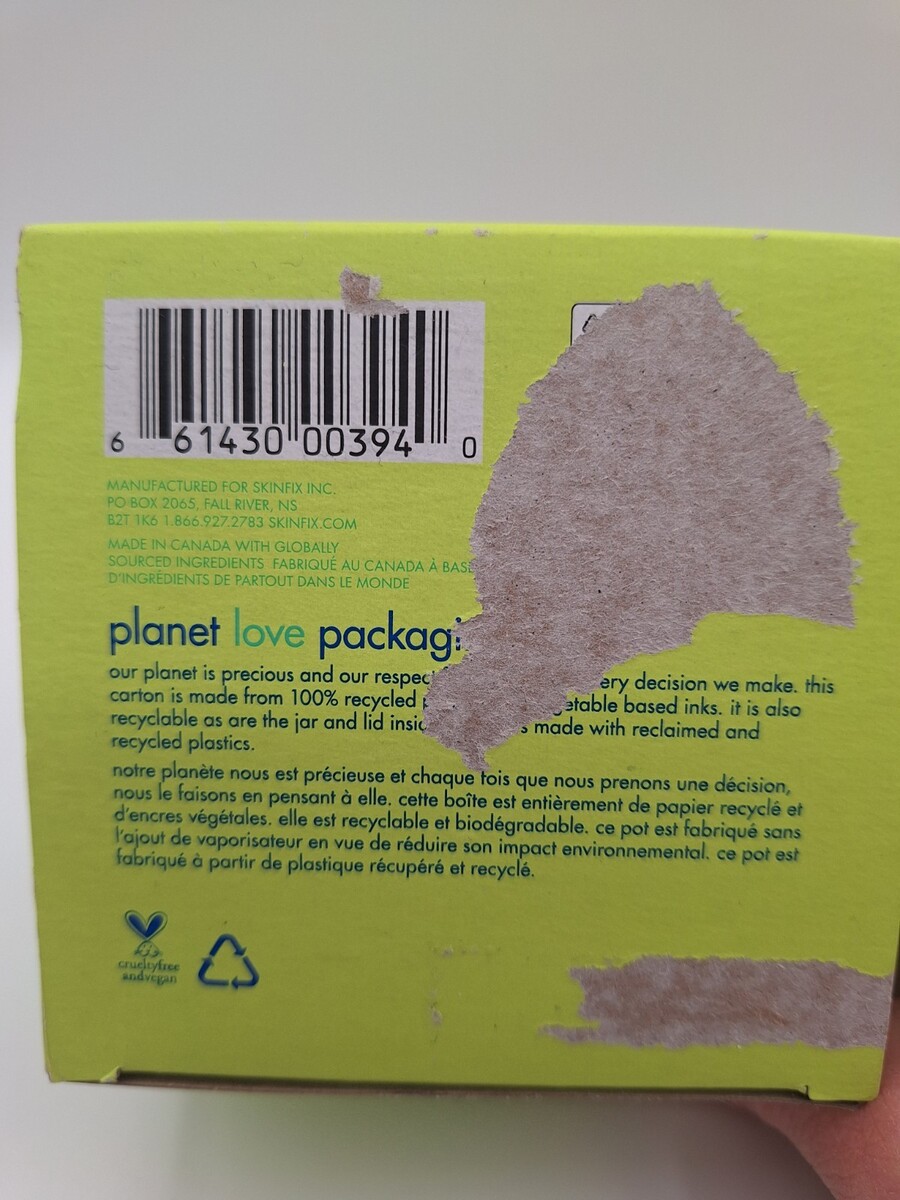 6 61430 00394 0
MANUFACTURED FOR SKINFIX INC.
PO BOX 2065, FALL RIVER, NS
B2T 1K6 1.866.927.2783 SKINFIX.COM
MADE IN CANADA WITH GLOBALLY
SOURCED INGREDIENTS FABRIQUÉ AU CANADA À BASE
D'INGRÉDIENTS DE PARTOUT DANS LE MONDE
planet love packagi
our planet is precious and our respec ery decision we make. this
carton is made from 100% recycled etable based inks. it is also
recyclable as are the jar and lid insid s made with reclaimed and
recycled plastics.
notre planète nous est précieuse et chaque fois que nous prenons une décision,
nous le faisons en pensant à elle. cette boîte est entièrement de papier recyclé et
d'encres végétales. elle est recyclable et biodégradable. ce pot est fabriqué sans
l'ajout de vaporisateur en vue de réduire son impact environnemental. ce pot est
fabriqué à partir de plastique récupéré et recyclé.
crueltyfree
andvegan